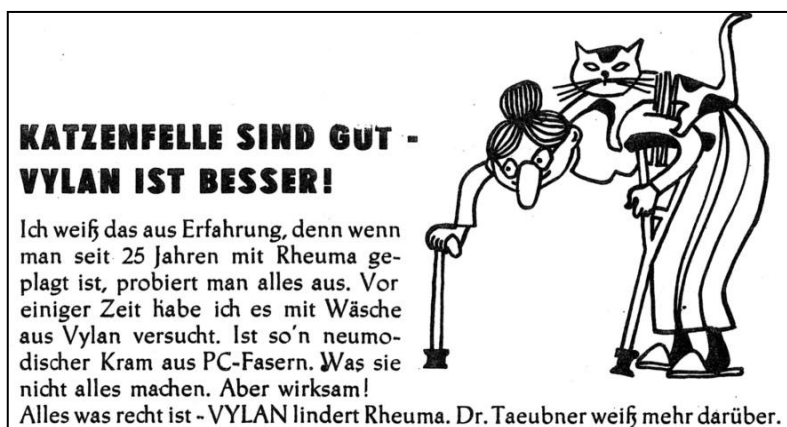 KATZENFELLE SIND GUT -
VYLAN IST BESSER!
Ich weiß das aus Erfahrung, denn wenn
man seit 25 Jahren mit Rheuma ge-
plagt ist, probiert man alles aus. Vor
einiger Zeit habe ich es mit Wäsche
aus Vylan versucht. Ist so'n neumo-
discher Kram aus PC-Fasern. Was sie
nicht alles machen. Aber wirksam!
Alles was recht ist - VYLAN lindert Rheuma. Dr. Taeubner weiß mehr darüber.